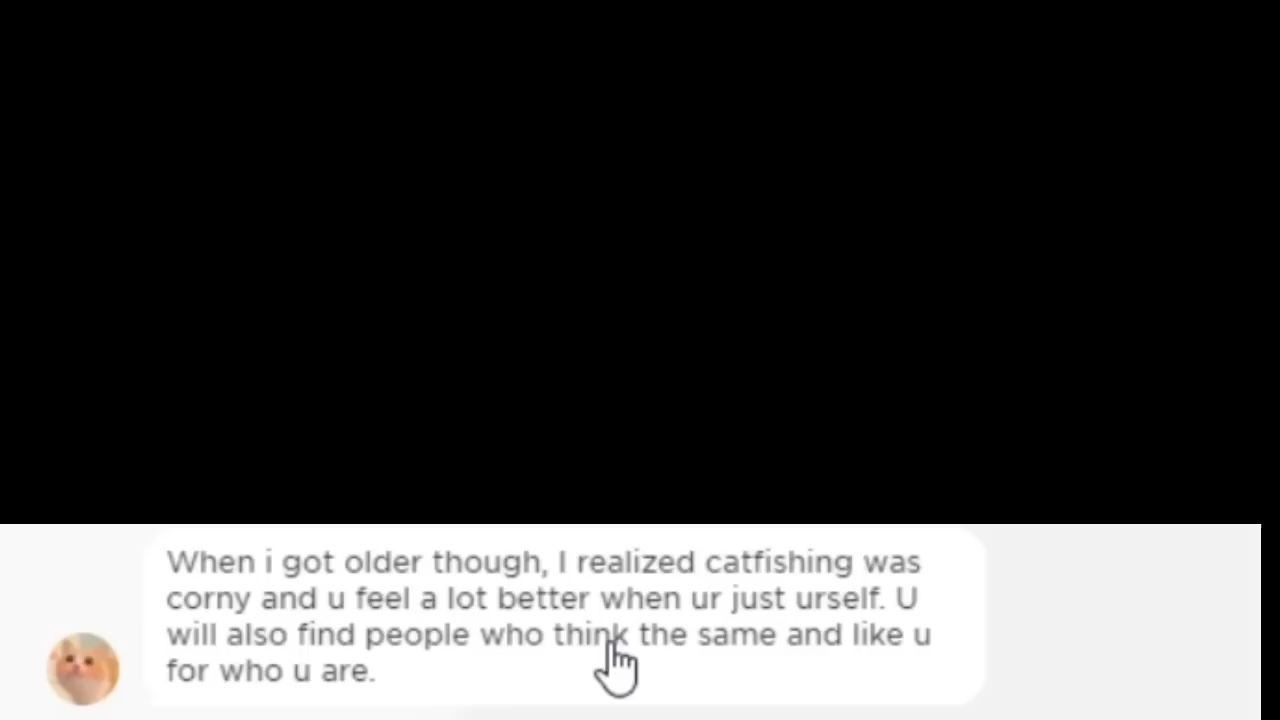 When i got older though, I realized catfishing was
corny and u feel a lot better when ur just urself. U
will also find people who think the same and like u
for who u are.